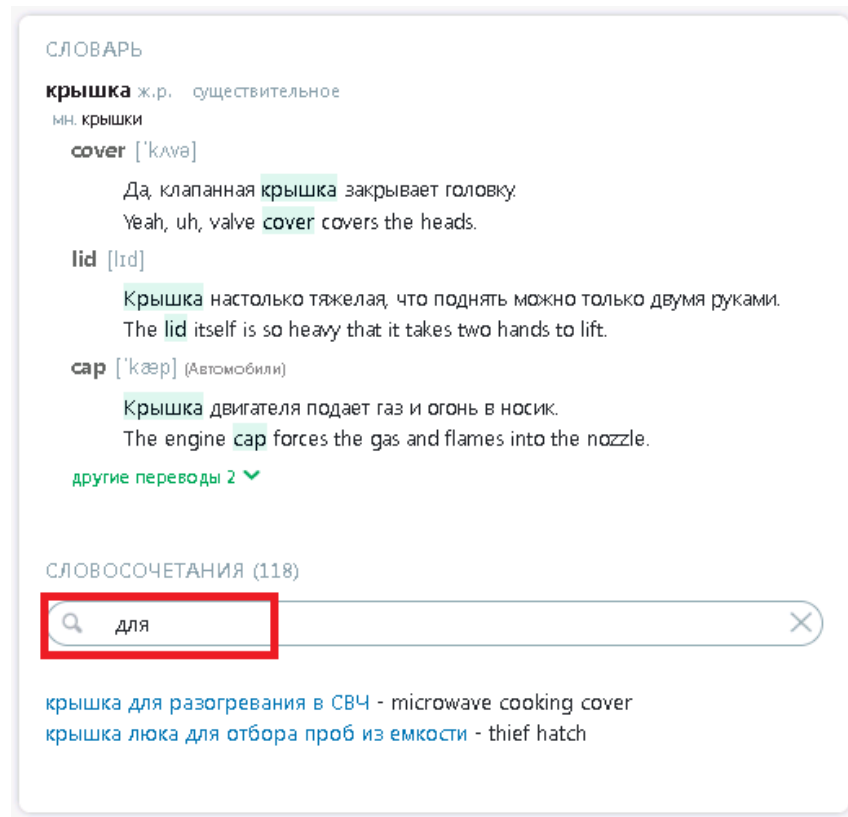 СЛОВАРЬ
крышка ж.р. существительное
мн. крышки
cover [ˈkʌvə]
Да, клапанная крышка закрывает головку.
Yeah, uh, valve cover covers the heads.
lid [lɪd]
Крышка настолько тяжелая, что поднять можно только двумя руками.
The lid itself is so heavy that it takes two hands to lift.
cap [ˈkæp] (Автомобили)
Крышка двигателя подает газ и огонь в носик.
The engine cap forces the gas and flames into the nozzle.
другие переводы 2
СЛОВОСОЧЕТАНИЯ (118)
для
крышка для разогревания в СВЧ - microwave cooking cover
крышка люка для отбора проб из емкости - thief hatch